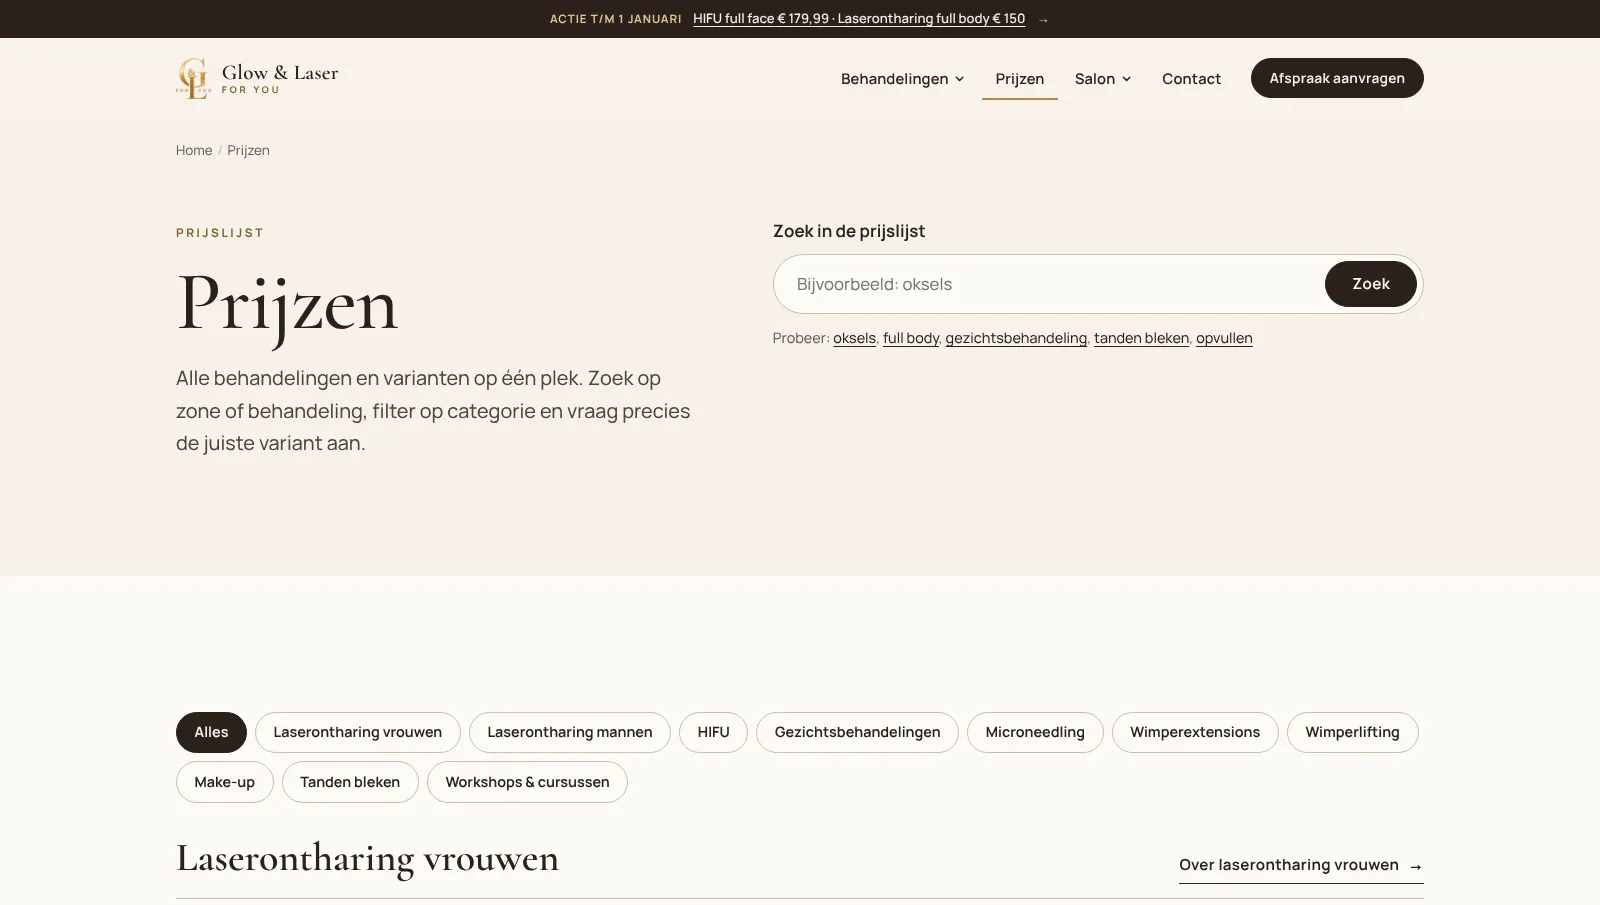 ACTIE T/M 1 JANUARI HIFU full face € 179,99 · Laserontharing full body € 150 →
Glow & Laser
FOR YOU
Behandelingen Prijzen Salon Contact Afspraak aanvragen
Home / Prijzen
PRIJSLIJST
Prijzen
Alle behandelingen en varianten op één plek. Zoek op
zone of behandeling, filter op categorie en vraag precies
de juiste variant aan.
Zoek in de prijslijst
Bijvoorbeeld: oksels Zoek
Probeer: oksels, full body, gezichtsbehandeling, tanden bleken, opvullen
Alles Laserontharing vrouwen Laserontharing mannen HIFU Gezichtsbehandelingen Microneedling Wimperextensions Wimperlifting
Make-up Tanden bleken Workshops & cursussen
Laserontharing vrouwen
Over laserontharing vrouwen →